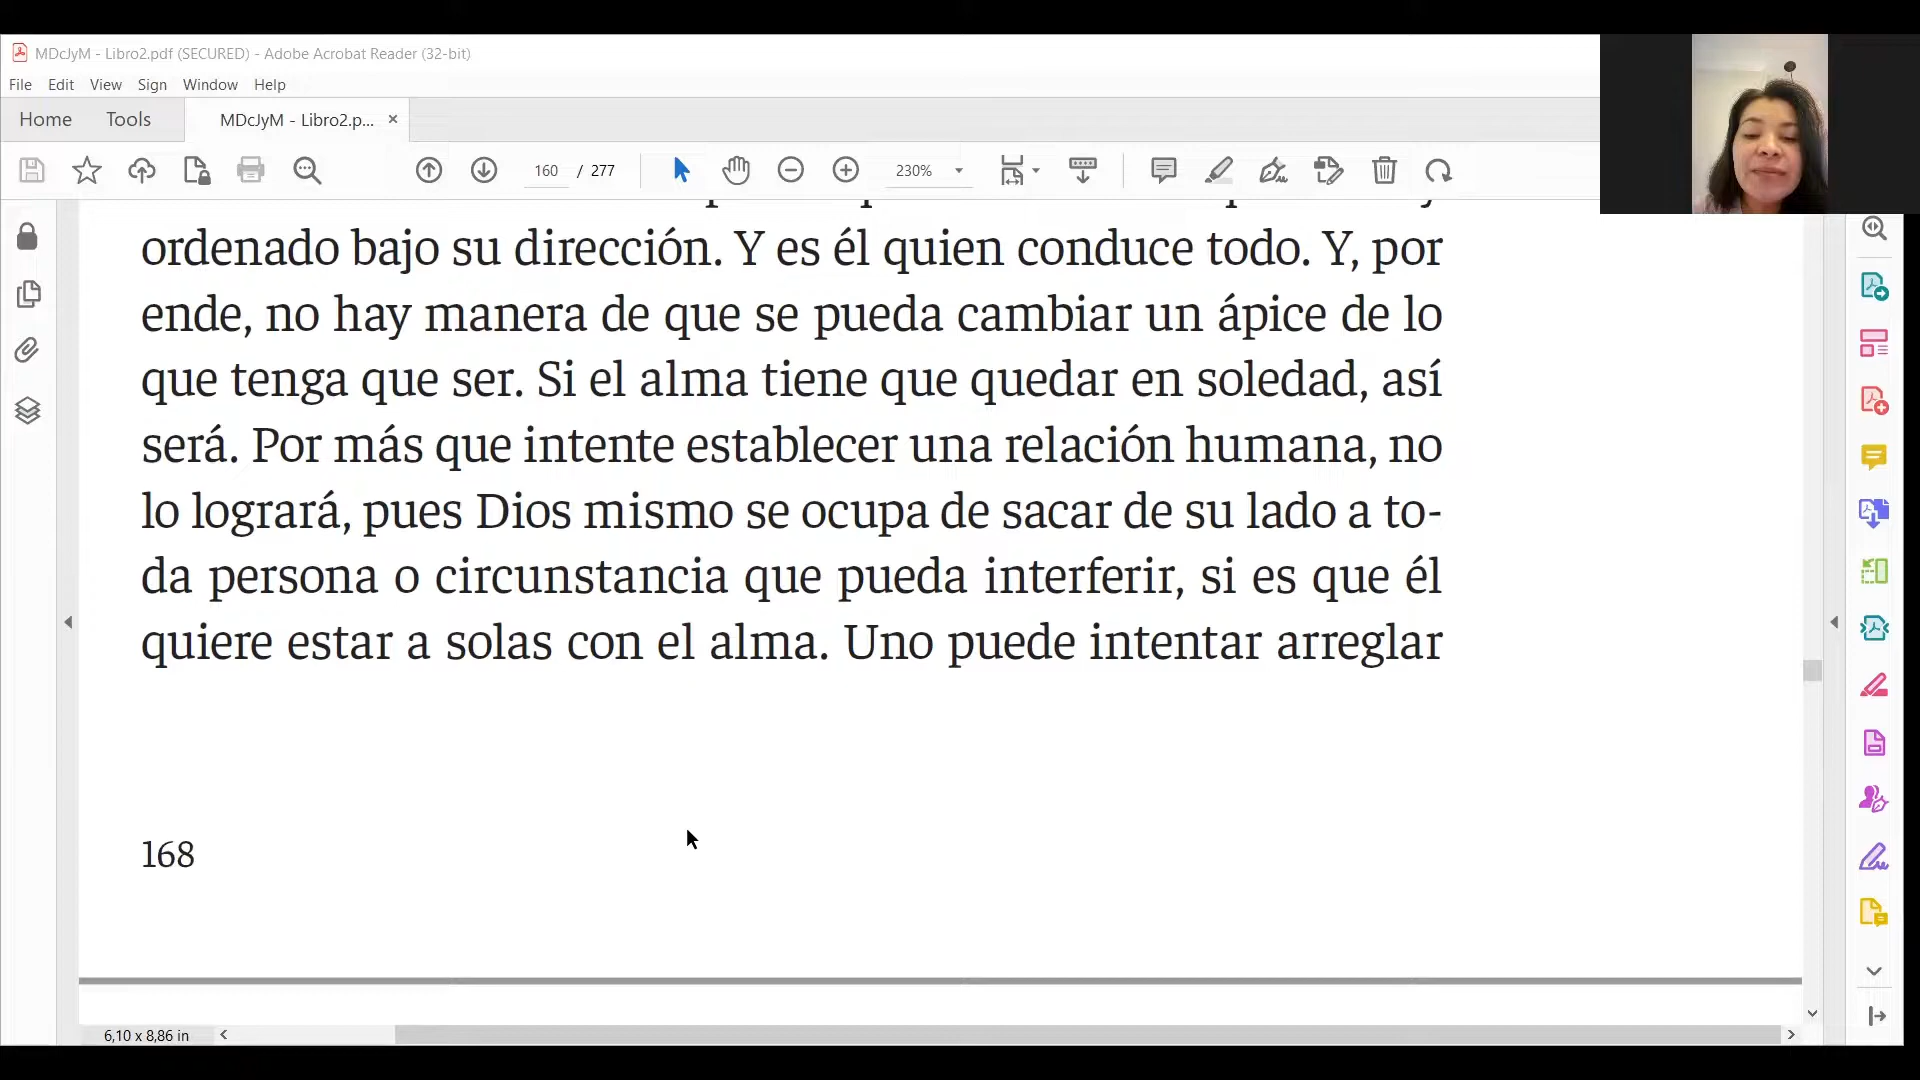 MDcJyM - Libro2.pdf (SECURED) - Adobe Acrobat Reader (32-bit)
File Edit View Sign Window Help
Home Tools MDcJyM - Libro2.p... ×
160 / 277 230%
ordenado bajo su dirección. Y es él quien conduce todo. Y, por
ende, no hay manera de que se pueda cambiar un ápice de lo
que tenga que ser. Si el alma tiene que quedar en soledad, así
será. Por más que intente establecer una relación humana, no
lo logrará, pues Dios mismo se ocupa de sacar de su lado a to-
da persona o circunstancia que pueda interferir, si es que él
quiere estar a solas con el alma. Uno puede intentar arreglar
168
6,10 x 8,86 in